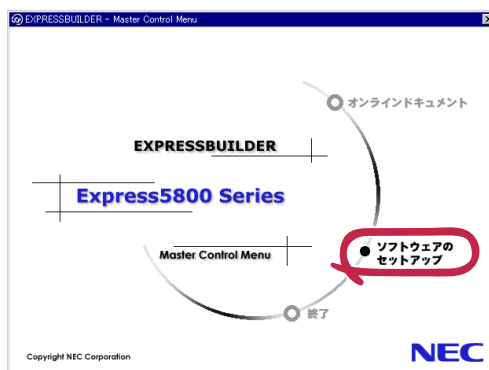 EXPRESSBUILDER - Master Control Menu
オンラインドキュメント
EXPRESSBUILDER
Express5800 Series
ソフトウェアの
セットアップ
Master Control Menu
終了
Copyright NEC Corporation
NEC